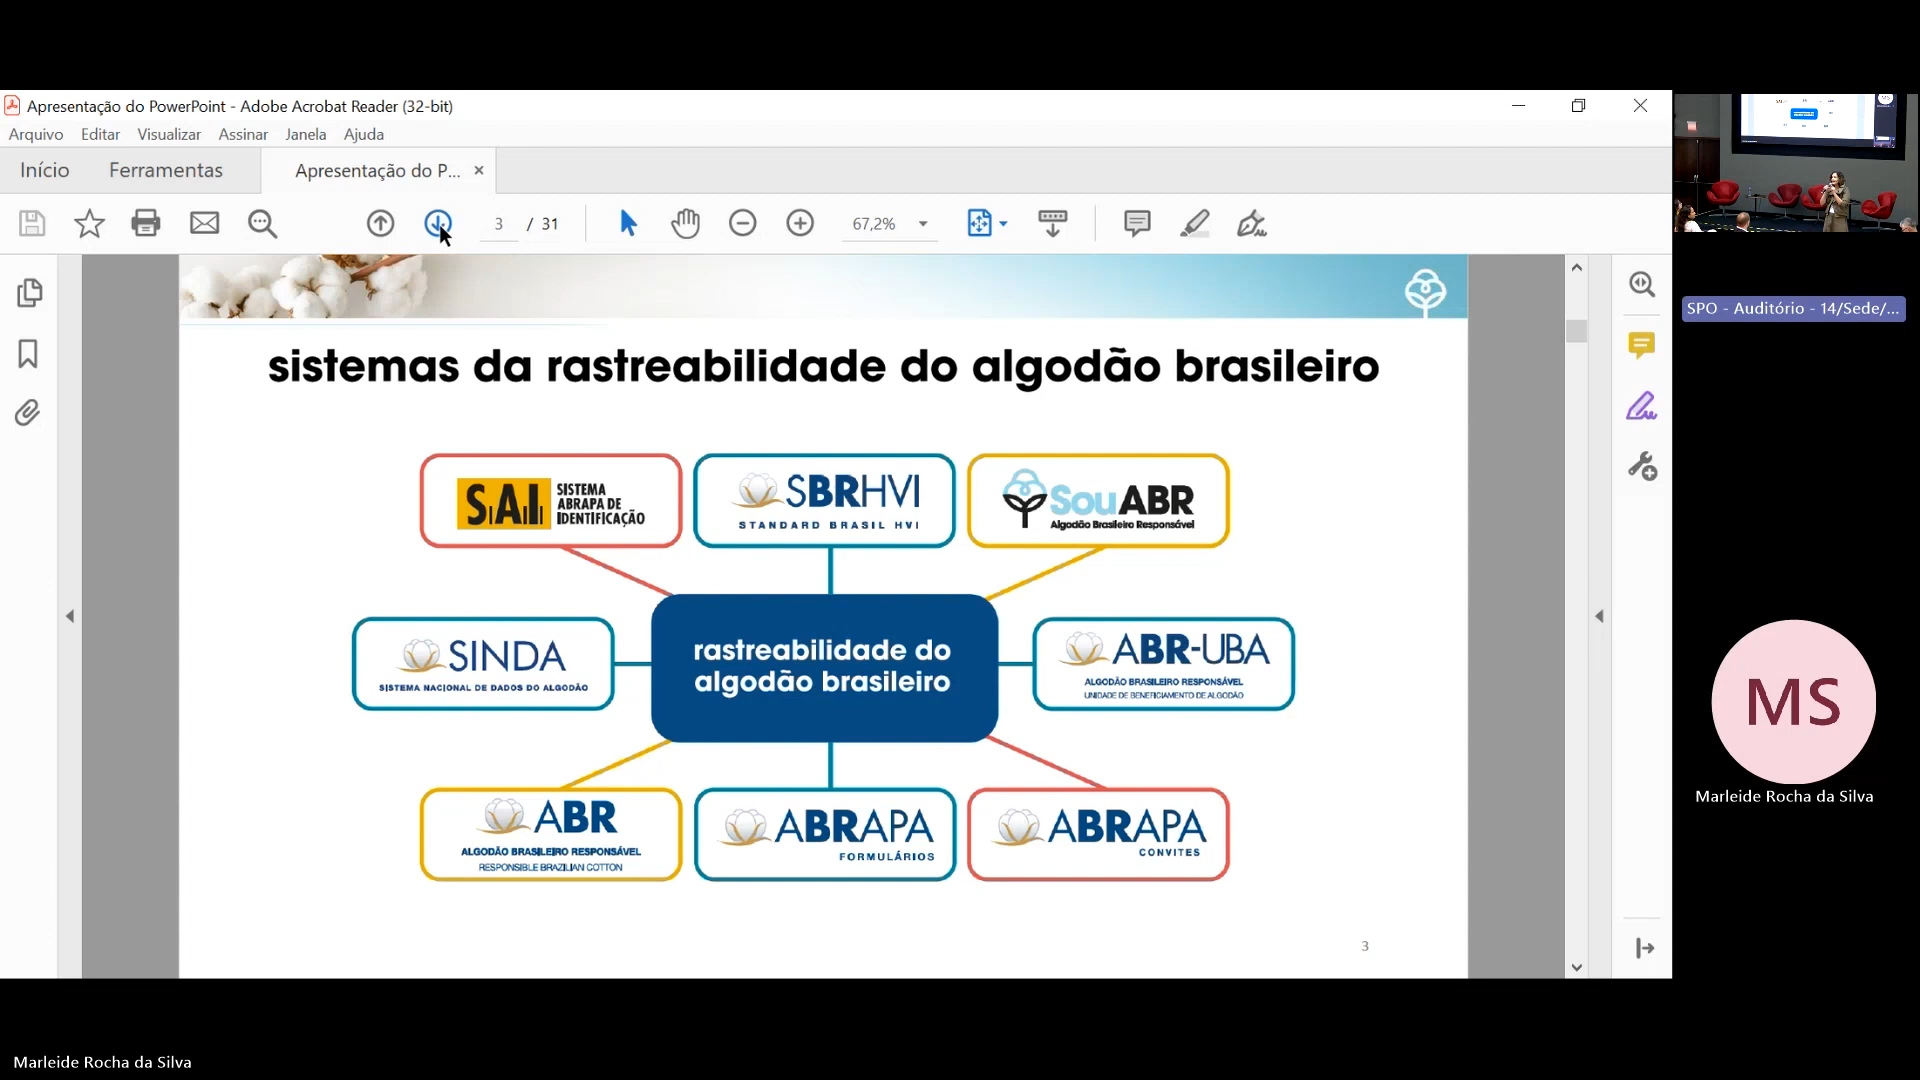 Apresentação do PowerPoint - Adobe Acrobat Reader (32-bit)
Arquivo Editar Visualizar Assinar Janela Ajuda
Início Ferramentas Apresentação do P... ×
3 / 31 67,2%
sistemas da rastreabilidade do algodão brasileiro
S.A.I. SISTEMA
ABRAPA DE
IDENTIFICAÇÃO
SBRHVI
STANDARD BRASIL HVI
SouABR
Algodão Brasileiro Responsável
SINDA
SISTEMA NACIONAL DE DADOS DO ALGODÃO
rastreabilidade do
algodão brasileiro
ABR-UBA
ALGODÃO BRASILEIRO RESPONSÁVEL
UNIDADE DE BENEFICIAMENTO DE ALGODÃO
ABR
ALGODÃO BRASILEIRO RESPONSÁVEL
RESPONSIBLE BRAZILIAN COTTON
ABRAPA
FORMULÁRIOS
ABRAPA
CONVITES
3
SPO - Auditório - 14/Sede/...
MS
Marleide Rocha da Silva
Marleide Rocha da Silva